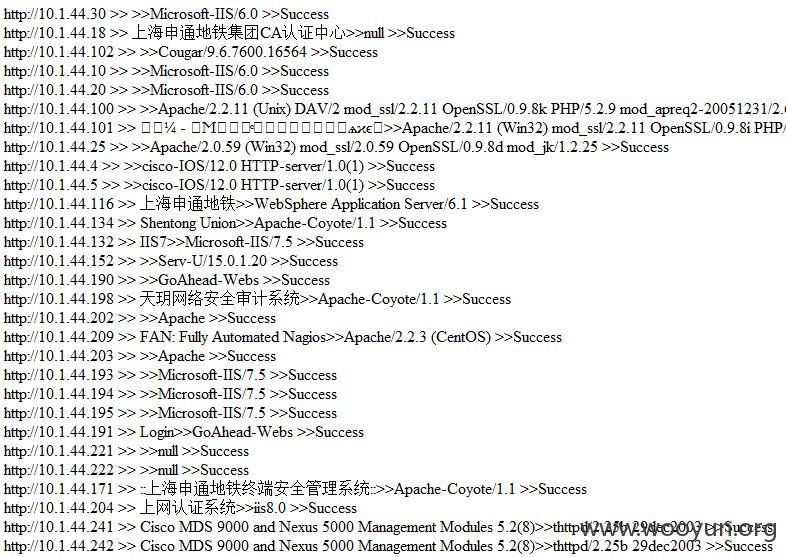 http://10.1.44.30 >> >>Microsoft-IIS/6.0 >>Success
http://10.1.44.18 >> 上海申通地铁集团CA认证中心>>null >>Success
http://10.1.44.102 >> >>Cougar/9.6.7600.16564 >>Success
http://10.1.44.10 >> >>Microsoft-IIS/6.0 >>Success
http://10.1.44.20 >> >>Microsoft-IIS/6.0 >>Success
http://10.1.44.100 >> >>Apache/2.2.11 (Unix) DAV/2 mod_ssl/2.2.11 OpenSSL/0.9.8k PHP/5.2.9 mod_apreq2-20051231/2.6
http://10.1.44.101 >> >>Apache/2.2.11 (Win32) mod_ssl/2.2.11 OpenSSL/0.9.8i PHP/
http://10.1.44.25 >> >>Apache/2.0.59 (Win32) mod_ssl/2.0.59 OpenSSL/0.9.8d mod_jk/1.2.25 >>Success
http://10.1.44.4 >> >>cisco-IOS/12.0 HTTP-server/1.0(1) >>Success
http://10.1.44.5 >> >>cisco-IOS/12.0 HTTP-server/1.0(1) >>Success
http://10.1.44.116 >> 上海申通地铁>>WebSphere Application Server/6.1 >>Success
http://10.1.44.134 >> Shentong Union>>Apache-Coyote/1.1 >>Success
http://10.1.44.132 >> IIS7>>Microsoft-IIS/7.5 >>Success
http://10.1.44.152 >> >>Serv-U/15.0.1.20 >>Success
http://10.1.44.190 >> >>GoAhead-Webs >>Success
http://10.1.44.198 >> 天玥网络安全审计系统>>Apache-Coyote/1.1 >>Success
http://10.1.44.202 >> >>Apache >>Success
http://10.1.44.209 >> FAN: Fully Automated Nagios>>Apache/2.2.3 (CentOS) >>Success
http://10.1.44.203 >> >>Apache >>Success
http://10.1.44.193 >> >>Microsoft-IIS/7.5 >>Success
http://10.1.44.194 >> >>Microsoft-IIS/7.5 >>Success
http://10.1.44.195 >> >>Microsoft-IIS/7.5 >>Success
http://10.1.44.191 >> Login>>GoAhead-Webs >>Success
http://10.1.44.221 >> >>null >>Success
http://10.1.44.222 >> >>null >>Success
http://10.1.44.171 >> ::上海申通地铁终端安全管理系统::>>Apache-Coyote/1.1 >>Success
http://10.1.44.204 >> 上网认证系统>>iis8.0 >>Success
http://10.1.44.241 >> Cisco MDS 9000 and Nexus 5000 Management Modules 5.2(8)>>thttpd/2.25b 29dec2003 >>Success
http://10.1.44.242 >> Cisco MDS 9000 and Nexus 5000 Management Modules 5.2(8)>>thttpd/2.25b 29dec2003 >>Success
www.wooyun.org